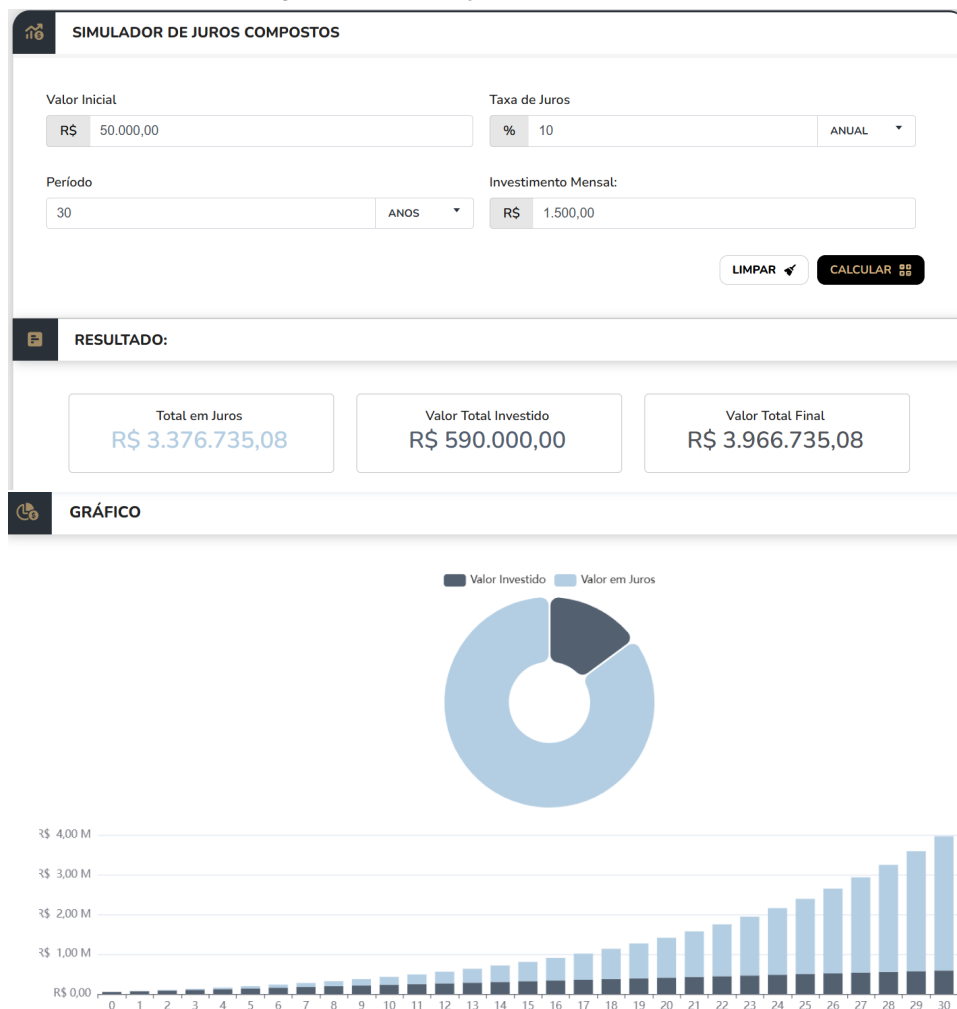 SIMULADOR DE JUROS COMPOSTOS
Valor Inicial
R$ 50.000,00
Taxa de Juros
% 10 ANUAL
Período
30 ANOS
Investimento Mensal:
R$ 1.500,00
LIMPAR
CALCULAR
RESULTADO:
Total em Juros
R$ 3.376.735,08
Valor Total Investido
R$ 590.000,00
Valor Total Final
R$ 3.966.735,08
GRÁFICO
Valor Investido Valor em Juros
R$ 4,00 M
R$ 3,00 M
R$ 2,00 M
R$ 1,00 M
R$ 0,00
0 1 2 3 4 5 6 7 8 9 10 11 12 13 14 15 16 17 18 19 20 21 22 23 24 25 26 27 28 29 30